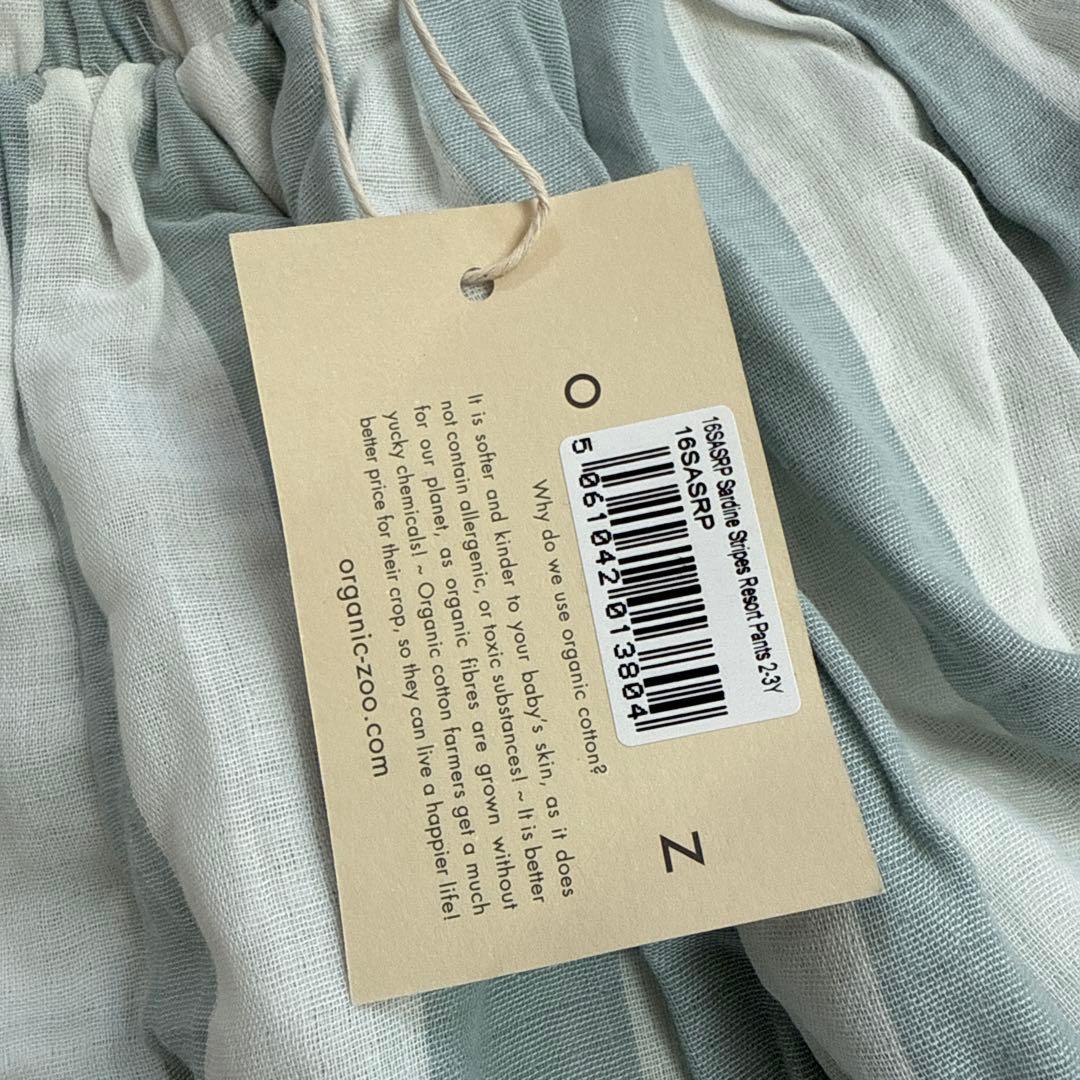 O Z
16SASRP Sardine Stripes Resort Pants 2-3Y
16SASRP
5 061042 013804
Why do we use organic cotton?
It is softer and kinder to your baby's skin, as it does
not contain allergenic, or toxic substances! ~ It is better
for our planet, as organic fibres are grown without
yucky chemicals! ~ Organic cotton farmers get a much
better price for their crop, so they can live a happier life!
organic-zoo.com